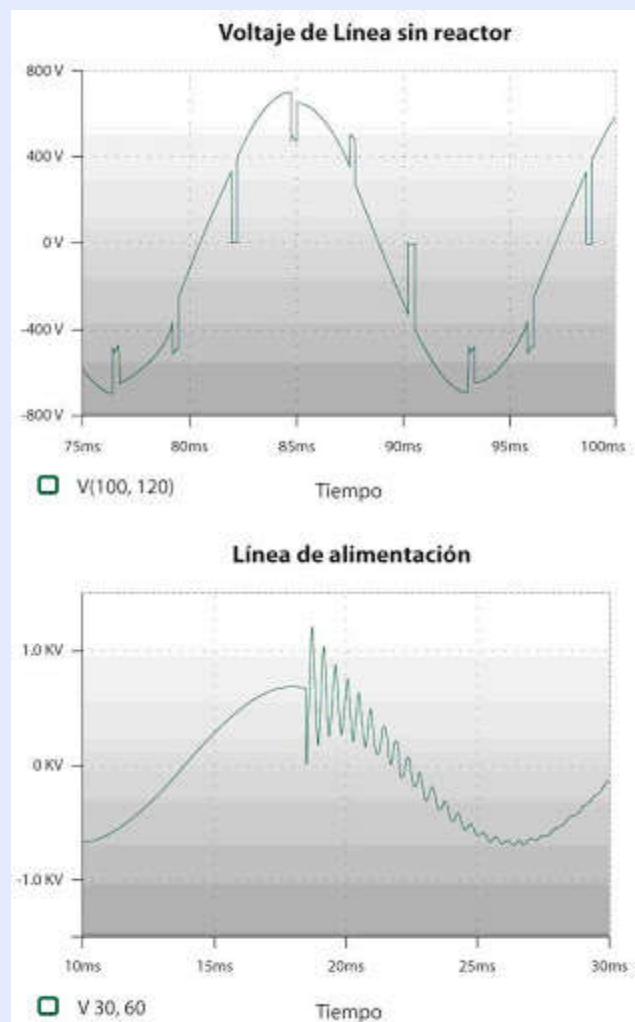 Voltaje de Línea sin reactor
800 V
400 V
0 V
-400 V
-800 V
75ms 80ms 85ms 90ms 95ms 100ms
V(100, 120) Tiempo
Línea de alimentación
1.0 KV
0 KV
-1.0 KV
10ms 15ms 20ms 25ms 30ms
V 30, 60 Tiempo